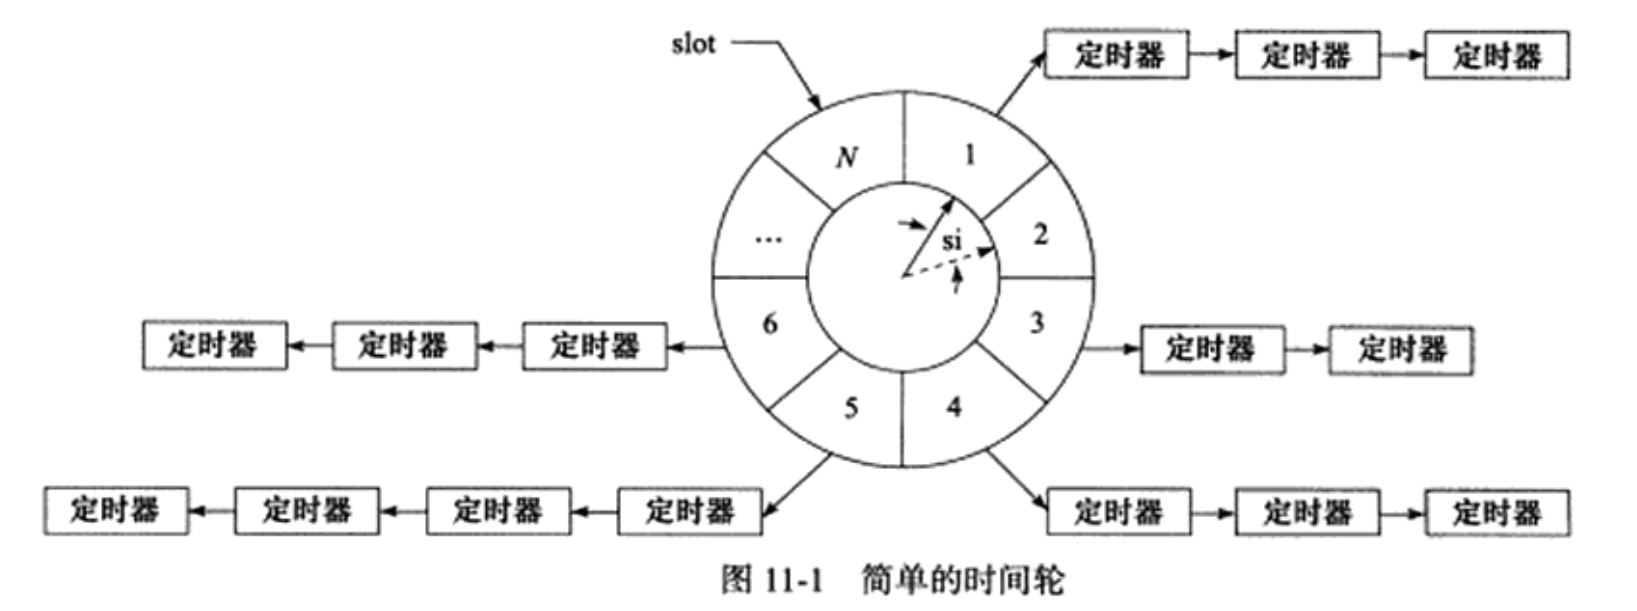 slot
定时器 定时器 定时器
N 1
... si 2
6 3
定时器 定时器 定时器 定时器 定时器
5 4
定时器 定时器 定时器 定时器 定时器 定时器 定时器
图 11-1 简单的时间轮